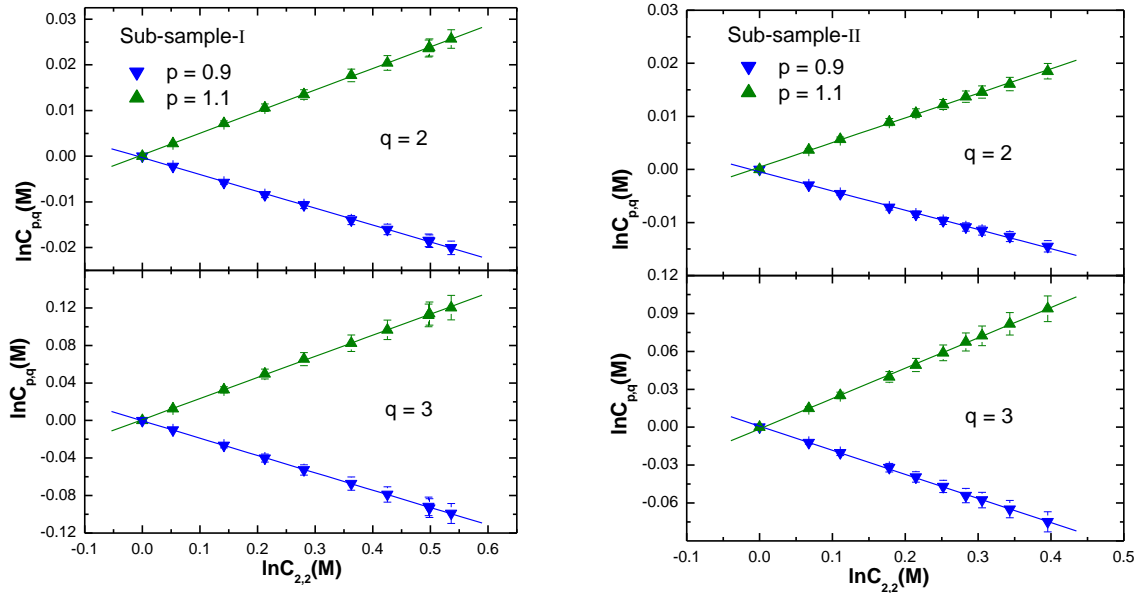 0.03
0.02
0.01
0.00
-0.01
-0.02
lnC_{p,q}(M)
Sub-sample-I
p = 0.9
p = 1.1
q = 2
0.12
0.08
0.04
0.00
-0.04
-0.08
-0.12
lnC_{p,q}(M)
q = 3
-0.1 0.0 0.1 0.2 0.3 0.4 0.5 0.6
lnC_{2,2}(M)
0.03
0.02
0.01
0.00
-0.01
0.12
lnC_{p,q}(M)
Sub-sample-II
p = 0.9
p = 1.1
q = 2
0.09
0.06
0.03
0.00
-0.03
-0.06
lnC_{p,q}(M)
q = 3
-0.1 0.0 0.1 0.2 0.3 0.4 0.5
lnC_{2,2}(M)